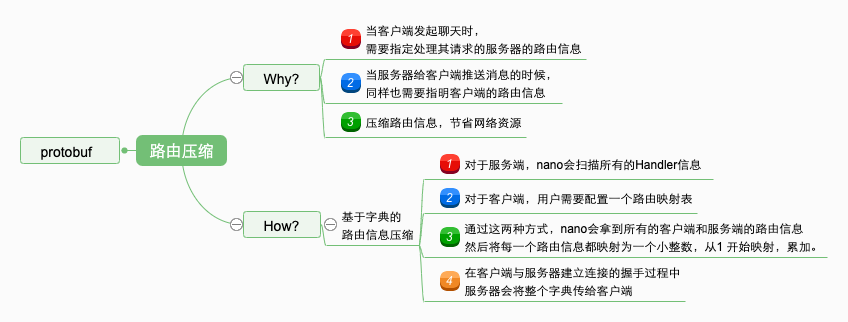 protobuf
路由压缩
Why?
1
当客户端发起聊天时，
需要指定处理其请求的服务器的路由信息
2
当服务器给客户端推送消息的时候，
同样也需要指明客户端的路由信息
3
压缩路由信息，节省网络资源
How?
基于字典的
路由信息压缩
1
对于服务端，nano会扫描所有的Handler信息
2
对于客户端，用户需要配置一个路由映射表
3
通过这两种方式，nano会拿到所有的客户端和服务端的路由信息
然后将每一个路由信息都映射为一个小整数，从1 开始映射，累加。
4
在客户端与服务器建立连接的握手过程中
服务器会将整个字典传给客户端